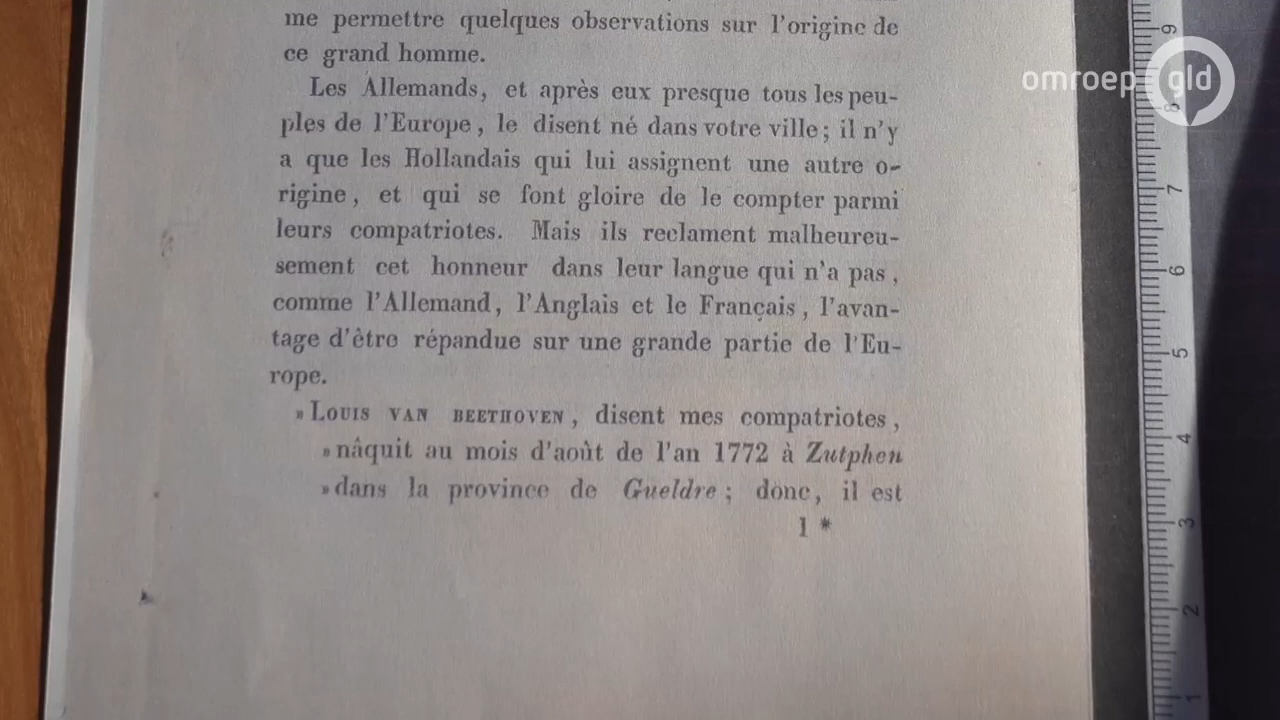 me permettre quelques observations sur l'origine de
ce grand homme.
Les Allemands, et après eux presque tous les peu-
ples de l'Europe, le disent né dans votre ville; il n'y
a que les Hollandais qui lui assignent une autre o-
rigine, et qui se font gloire de le compter parmi
leurs compatriotes. Mais ils reclament malheureu-
sement cet honneur dans leur langue qui n'a pas,
comme l'Allemand, l'Anglais et le Français, l'avan-
tage d'être répandue sur une grande partie de l'Eu-
rope.
»LOUIS VAN BEETHOVEN, disent mes compatriotes,
»nâquit au mois d'août de l'an 1772 à Zutphen
»dans la province de Gueldre; donc, il est
1 *
omroep gld
9
8
7
6
5
4
3
2
1